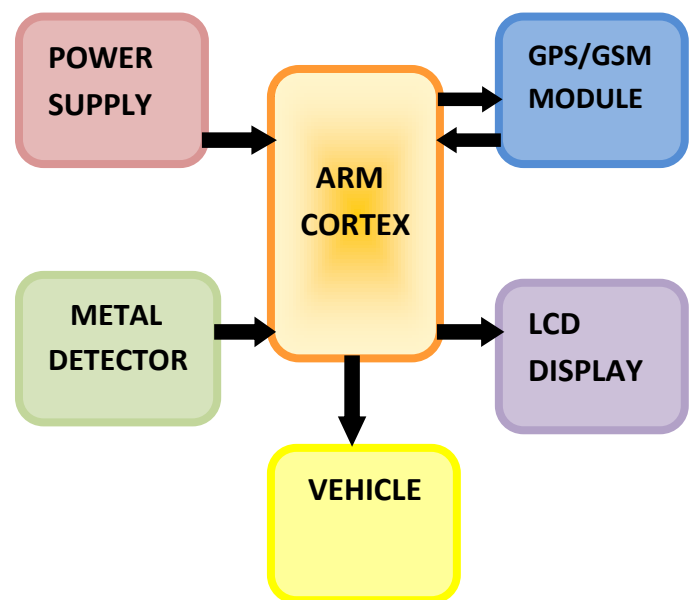 POWER
SUPPLY
GPS/GSM
MODULE
ARM
CORTEX
METAL
DETECTOR
LCD
DISPLAY
VEHICLE